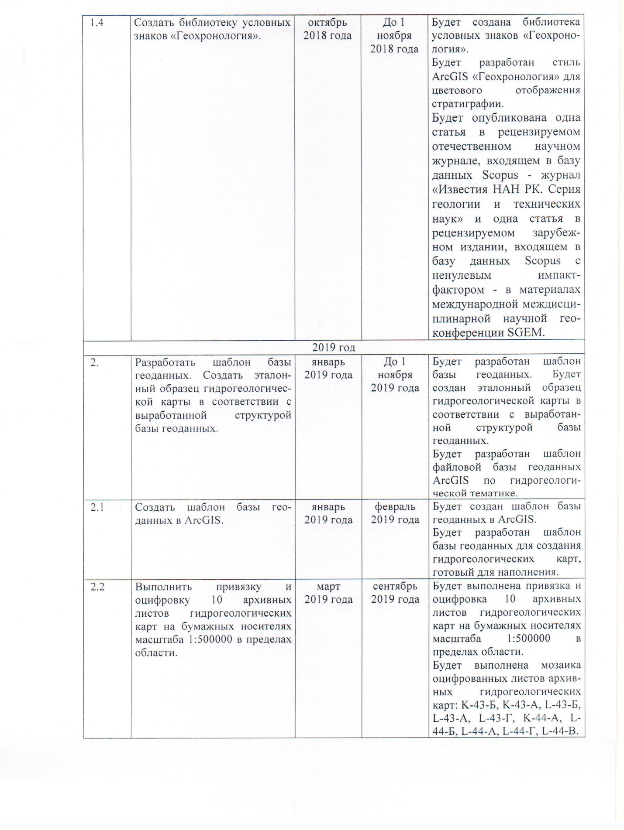 1.4
Создать библиотеку условных
знаков «Геохронология».
октябрь
2018 года
До 1
ноября
2018 года
Будет создана библиотека
условных знаков «Геохроно-
логия».
Будет разработан стиль
ArcGIS «Геохронология» для
цветового отображения
стратиграфии.
Будет опубликована одна
статья в рецензируемом
отечественном научном
журнале, входящем в базу
данных Scopus - журнал
«Известия НАН РК. Серия
геологии и технических
наук» и одна статья в
рецензируемом зарубеж-
ном издании, входящем в
базу данных Scopus с
ненулевым импакт-
фактором - в материалах
международной междисци-
плинарной научной гео-
конференции SGEM.
2019 год
2.
Разработать шаблон базы
геоданных. Создать эталон-
ный образец гидрогеологичес-
кой карты в соответствии с
выработанной структурой
базы геоданных.
январь
2019 года
До 1
ноября
2019 года
Будет разработан шаблон
базы геоданных. Будет
создан эталонный образец
гидрогеологической карты в
соответствии с выработан-
ной структурой базы
геоданных.
Будет разработан шаблон
файловой базы геоданных
ArcGIS по гидрогеологи-
ческой тематике.
2.1
Создать шаблон базы гео-
данных в ArcGIS.
январь
2019 года
февраль
2019 года
Будет создан шаблон базы
геоданных в ArcGIS.
Будет разработан шаблон
базы геоданных для создания
гидрогеологических карт,
готовый для наполнения.
2.2
Выполнить привязку и
оцифровку 10 архивных
листов гидрогеологических
карт на бумажных носителях
масштаба 1:500000 в пределах
области.
март
2019 года
сентябрь
2019 года
Будет выполнена привязка и
оцифровка 10 архивных
листов гидрогеологических
карт на бумажных носителях
масштаба 1:500000 в
пределах области.
Будет выполнена мозаика
оцифрованных листов архив-
ных гидрогеологических
карт: K-43-Б, K-43-А, L-43-Б,
L-43-А, L-43-Г, K-44-А, L-
44-Б, L-44-А, L-44-Г, L-44-В.